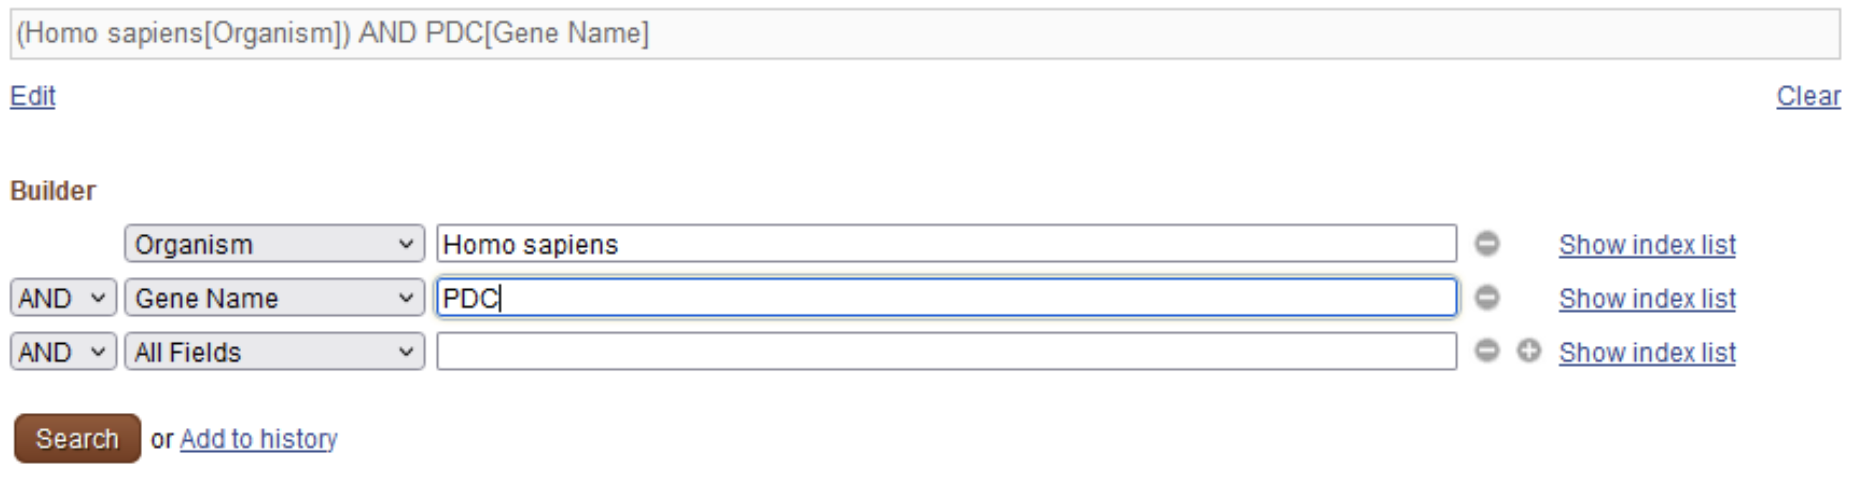 (Homo sapiens[Organism]) AND PDC[Gene Name]
Edit Clear
Builder
Organism Homo sapiens Show index list
AND Gene Name PDC Show index list
AND All Fields Show index list
Search or Add to history